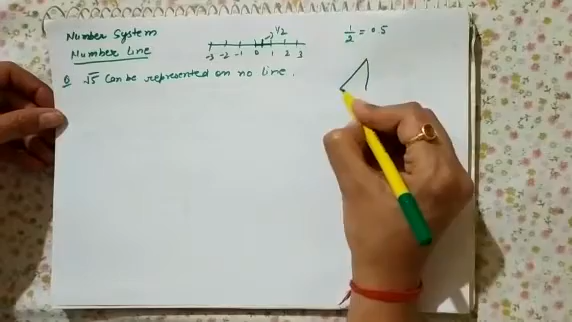 Number System
Number Line
1/2
-3 -2 -1 0 1 2 3
1/2 = 0.5
Q √5 Can be represented on no line.